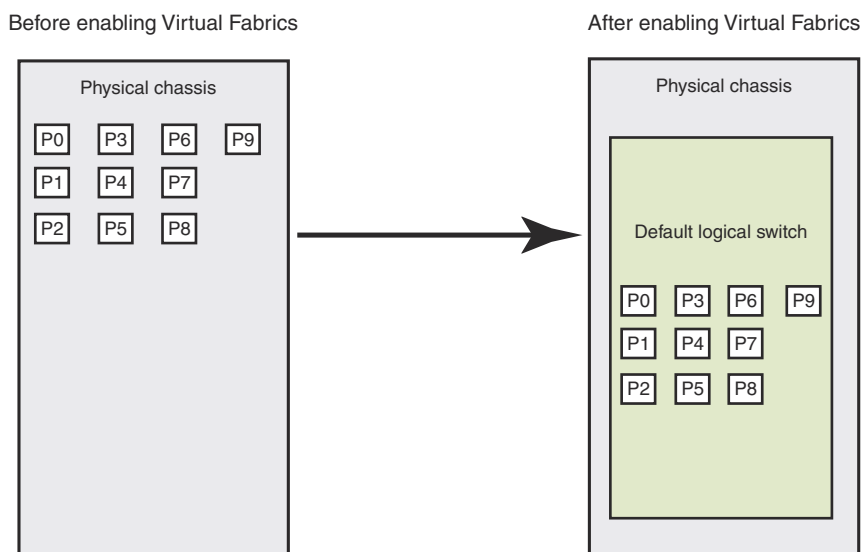 Before enabling Virtual Fabrics
Physical chassis
P0 P3 P6 P9
P1 P4 P7
P2 P5 P8
After enabling Virtual Fabrics
Physical chassis
Default logical switch
P0 P3 P6 P9
P1 P4 P7
P2 P5 P8